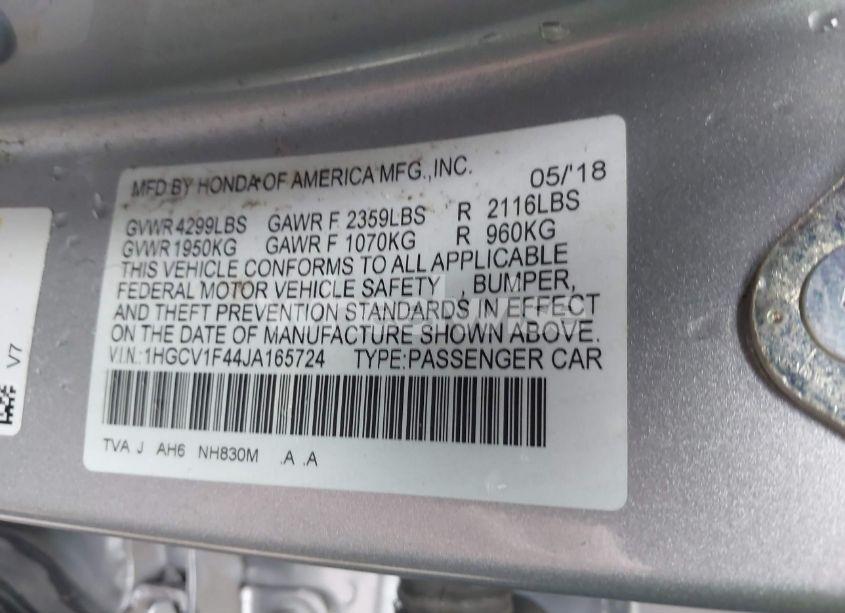 MFD BY HONDA OF AMERICA MFG.,INC. 05/'18
GVWR 4299LBS GAWR F 2359LBS R 2116LBS
GVWR 1950KG GAWR F 1070KG R 960KG
THIS VEHICLE CONFORMS TO ALL APPLICABLE
FEDERAL MOTOR VEHICLE SAFETY , BUMPER,
AND THEFT PREVENTION STANDARDS IN EFFECT
ON THE DATE OF MANUFACTURE SHOWN ABOVE.
V.I.N.:1HGCV1F44JA165724 TYPE:PASSENGER CAR
TVA J AH6 NH830M .A .A
V7